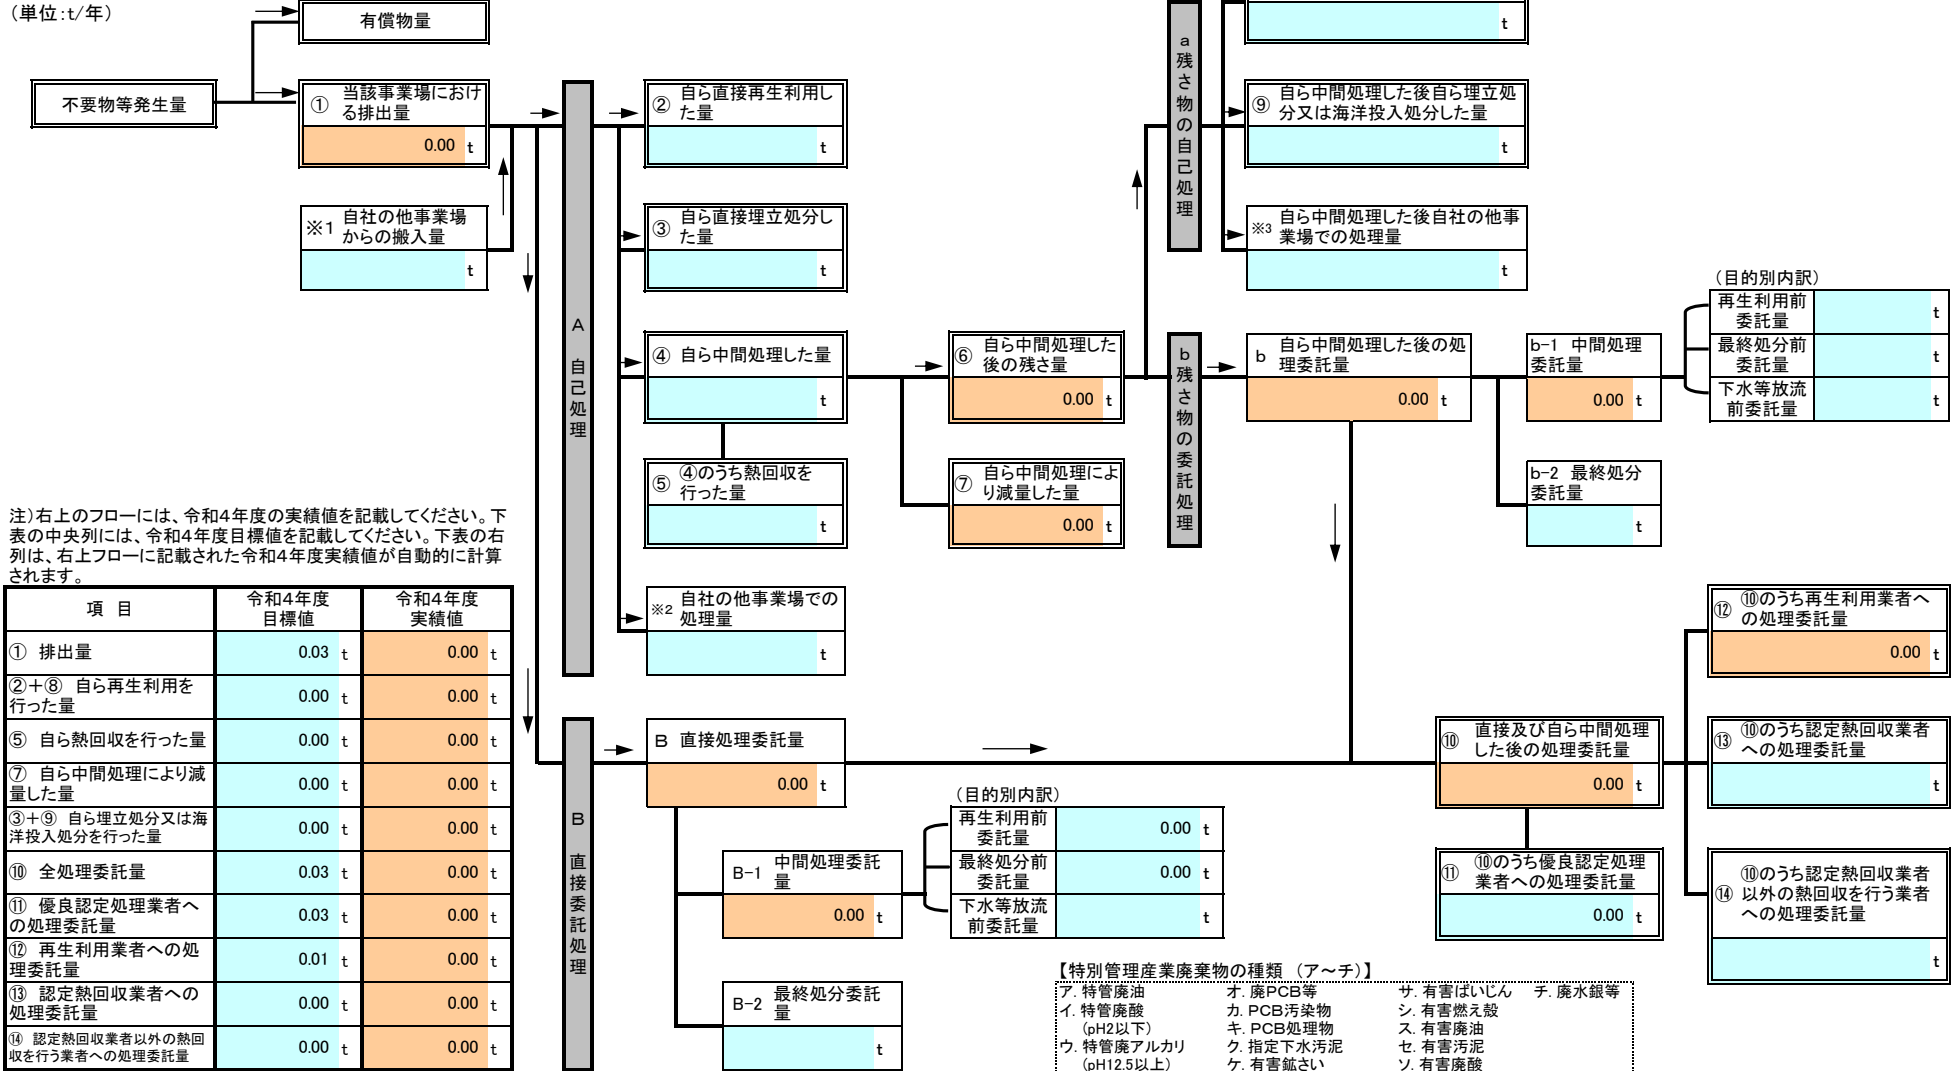 （単位:t/年）
有償物量
不要物等発生量
①
当該事業場におけ
る排出量
0.00 t
※1
自社の他事業場
からの搬入量
t
A 自己処理
②
自ら直接再生利用し
た量
t
③
自ら直接埋立処分し
た量
t
④ 自ら中間処理した量
t
⑤
④のうち熱回収を
行った量
t
※2
自社の他事業場での
処理量
t
⑥
自ら中間処理した
後の残さ量
0.00 t
⑦
自ら中間処理によ
り減量した量
0.00 t
a 残さ物の自己処理
t
⑨
自ら中間処理した後自ら埋立処
分又は海洋投入処分した量
t
※3
自ら中間処理した後自社の他事
業場での処理量
t
b 残さ物の委託処理
b
自ら中間処理した後の処
理委託量
0.00 t
b-1 中間処理
委託量
0.00 t
b-2 最終処分
委託量
t
（目的別内訳）
再生利用前
委託量
t
最終処分前
委託量
t
下水等放流
前委託量
t
注)右上のフローには、令和4年度の実績値を記載してください。下
表の中央列には、令和4年度目標値を記載してください。下表の右
列は、右上フローに記載された令和4年度実績値が自動的に計算
されます。
項 目
令和4年度
目標値
令和4年度
実績値
① 排出量
0.03 t 0.00 t
②+⑧ 自ら再生利用を
行った量
0.00 t 0.00 t
⑤ 自ら熱回収を行った量
0.00 t 0.00 t
⑦ 自ら中間処理により減
量した量
0.00 t 0.00 t
③+⑨ 自ら埋立処分又は海
洋投入処分を行った量
0.00 t 0.00 t
⑩ 全処理委託量
0.03 t 0.00 t
⑪ 優良認定処理業者へ
の処理委託量
0.03 t 0.00 t
⑫ 再生利用業者への処
理委託量
0.01 t 0.00 t
⑬ 認定熱回収業者への
処理委託量
0.00 t 0.00 t
⑭ 認定熱回収業者以外の熱回
収を行う業者への処理委託量
0.00 t 0.00 t
B 直接委託処理
B 直接処理委託量
0.00 t
B-1
中間処理委託
量
0.00 t
B-2
最終処分委託
量
t
（目的別内訳）
再生利用前
委託量
0.00 t
最終処分前
委託量
0.00 t
下水等放流
前委託量
t
⑩
直接及び自ら中間処理
した後の処理委託量
0.00 t
⑪
⑩のうち優良認定処理
業者への処理委託量
0.00 t
⑫
⑩のうち再生利用業者へ
の処理委託量
0.00 t
⑬
⑩のうち認定熱回収業者
への処理委託量
t
⑭
⑩のうち認定熱回収業者
以外の熱回収を行う業者
への処理委託量
t
【特別管理産業廃棄物の種類 （ア～チ）】
ア. 特管廃油 オ. 廃PCB等 サ. 有害ばいじん チ. 廃水銀等
イ. 特管廃酸 カ. PCB汚染物 シ. 有害燃え殻
（pH2以下） キ. PCB処理物 ス. 有害廃油
ウ. 特管廃アルカリ ク. 指定下水汚泥 セ. 有害汚泥
（pH12.5以上） ケ. 有害鉱さい ソ. 有害廃酸